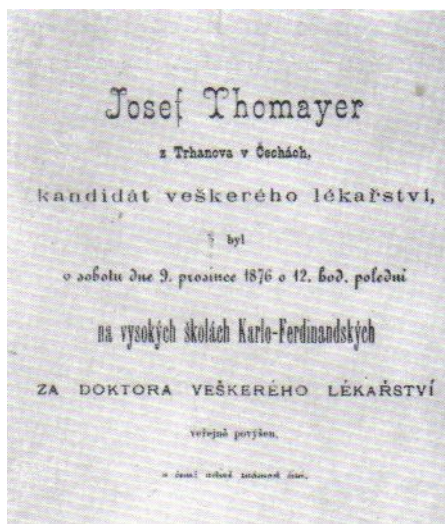 Josef Thomayer
z Trhanova v Čechách,
kandidát veškerého lékařství,
byl
v sobotu dne 9. prosince 1876 o 12. hod. polední
na vysokých školách Karlo-Ferdinandských
ZA DOKTORA VEŠKERÉHO LÉKAŘSTVÍ
veřejně povýšen,